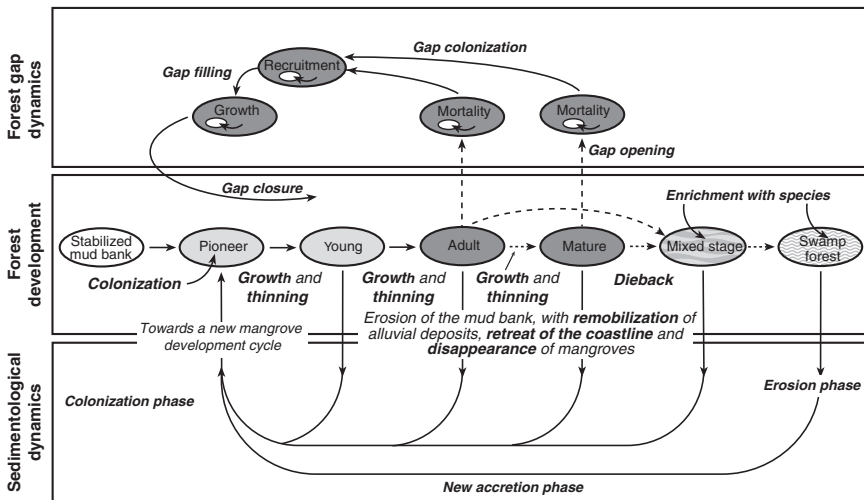 Forest gap
dynamics
Gap colonization
Recruitment
Gap filling
Growth
Mortality
Mortality
Gap opening
Gap closure
Forest
development
Enrichment with species
Stabilized
mud bank
Pioneer
Young
Adult
Mature
Mixed stage
Swamp
forest
Colonization
Growth and
thinning
Growth and
thinning
Growth and
thinning
Dieback
Towards a new mangrove
development cycle
Erosion of the mud bank, with remobilization of
alluvial deposits, retreat of the coastline and
disappearance of mangroves
Sedimentological
dynamics
Colonization phase
Erosion phase
New accretion phase